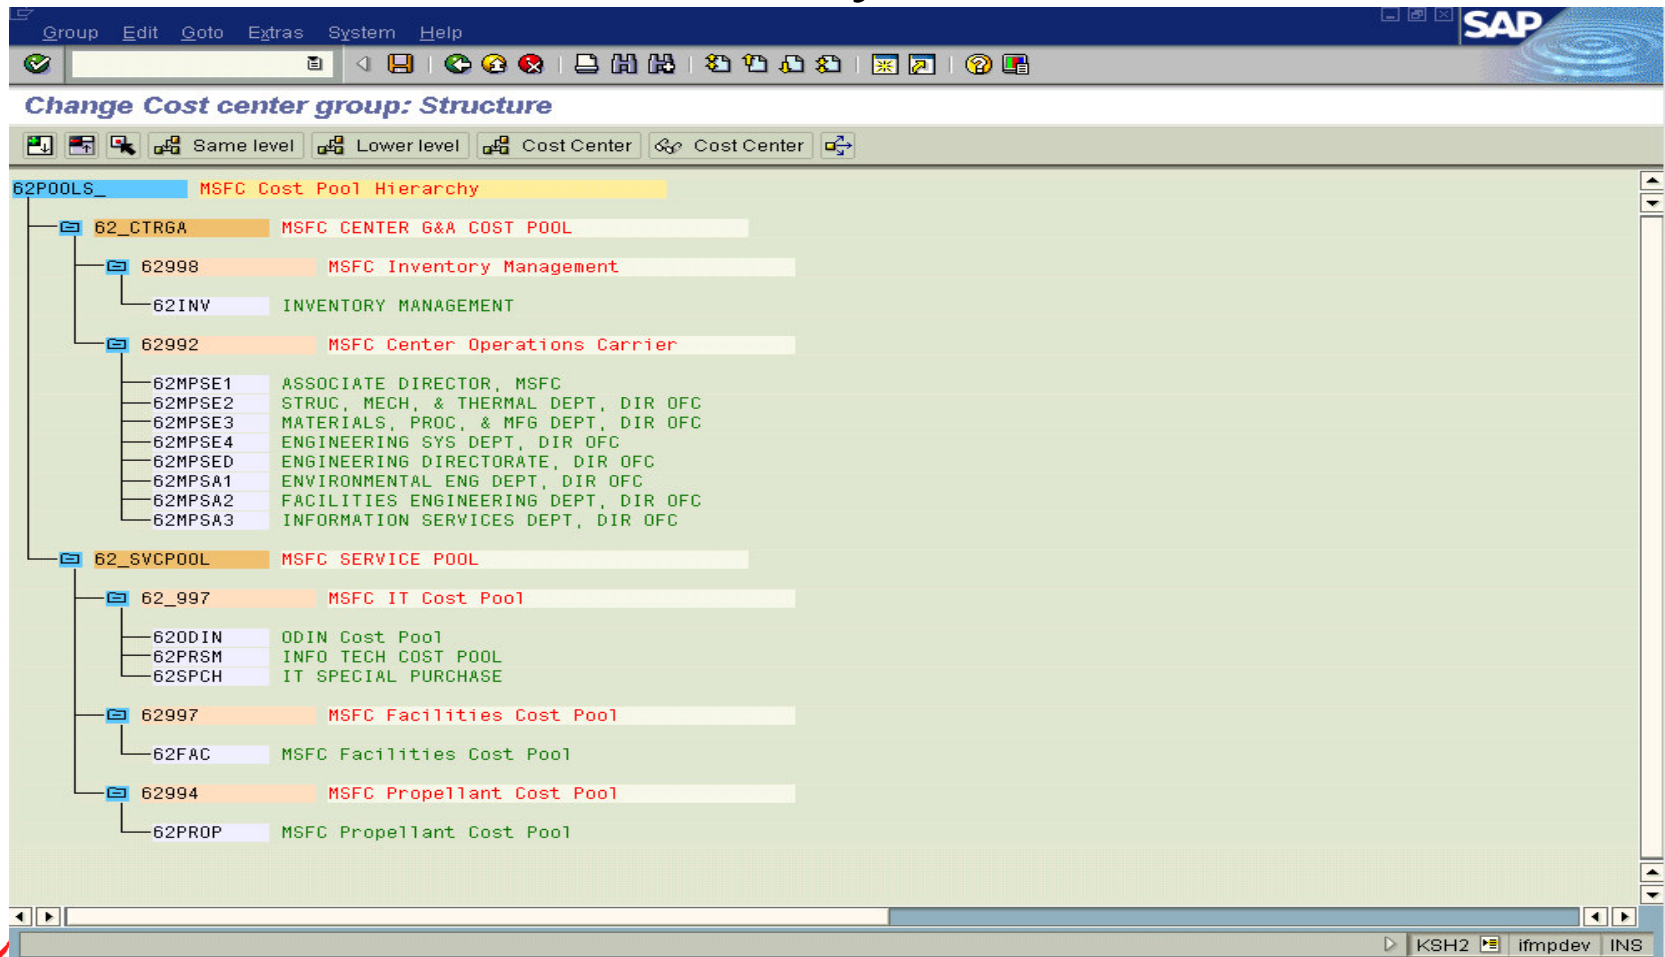 Group Edit Goto Extras System Help
SAP
Change Cost center group: Structure
Same level Lower level Cost Center Cost Center
62POOLS_ MSFC Cost Pool Hierarchy
62_CTRGA MSFC CENTER G&A COST POOL
62998 MSFC Inventory Management
62INV INVENTORY MANAGEMENT
62992 MSFC Center Operations Carrier
62MPSE1 ASSOCIATE DIRECTOR, MSFC
62MPSE2 STRUC, MECH, & THERMAL DEPT, DIR OFC
62MPSE3 MATERIALS, PROC, & MFG DEPT, DIR OFC
62MPSE4 ENGINEERING SYS DEPT, DIR OFC
62MPSED ENGINEERING DIRECTORATE, DIR OFC
62MPSA1 ENVIRONMENTAL ENG DEPT, DIR OFC
62MPSA2 FACILITIES ENGINEERING DEPT, DIR OFC
62MPSA3 INFORMATION SERVICES DEPT, DIR OFC
62_SVCPOOL MSFC SERVICE POOL
62_997 MSFC IT Cost Pool
62ODIN ODIN Cost Pool
62PRSM INFO TECH COST POOL
62SPCH IT SPECIAL PURCHASE
62997 MSFC Facilities Cost Pool
62FAC MSFC Facilities Cost Pool
62994 MSFC Propellant Cost Pool
62PROP MSFC Propellant Cost Pool
KSH2 ifmpdev INS